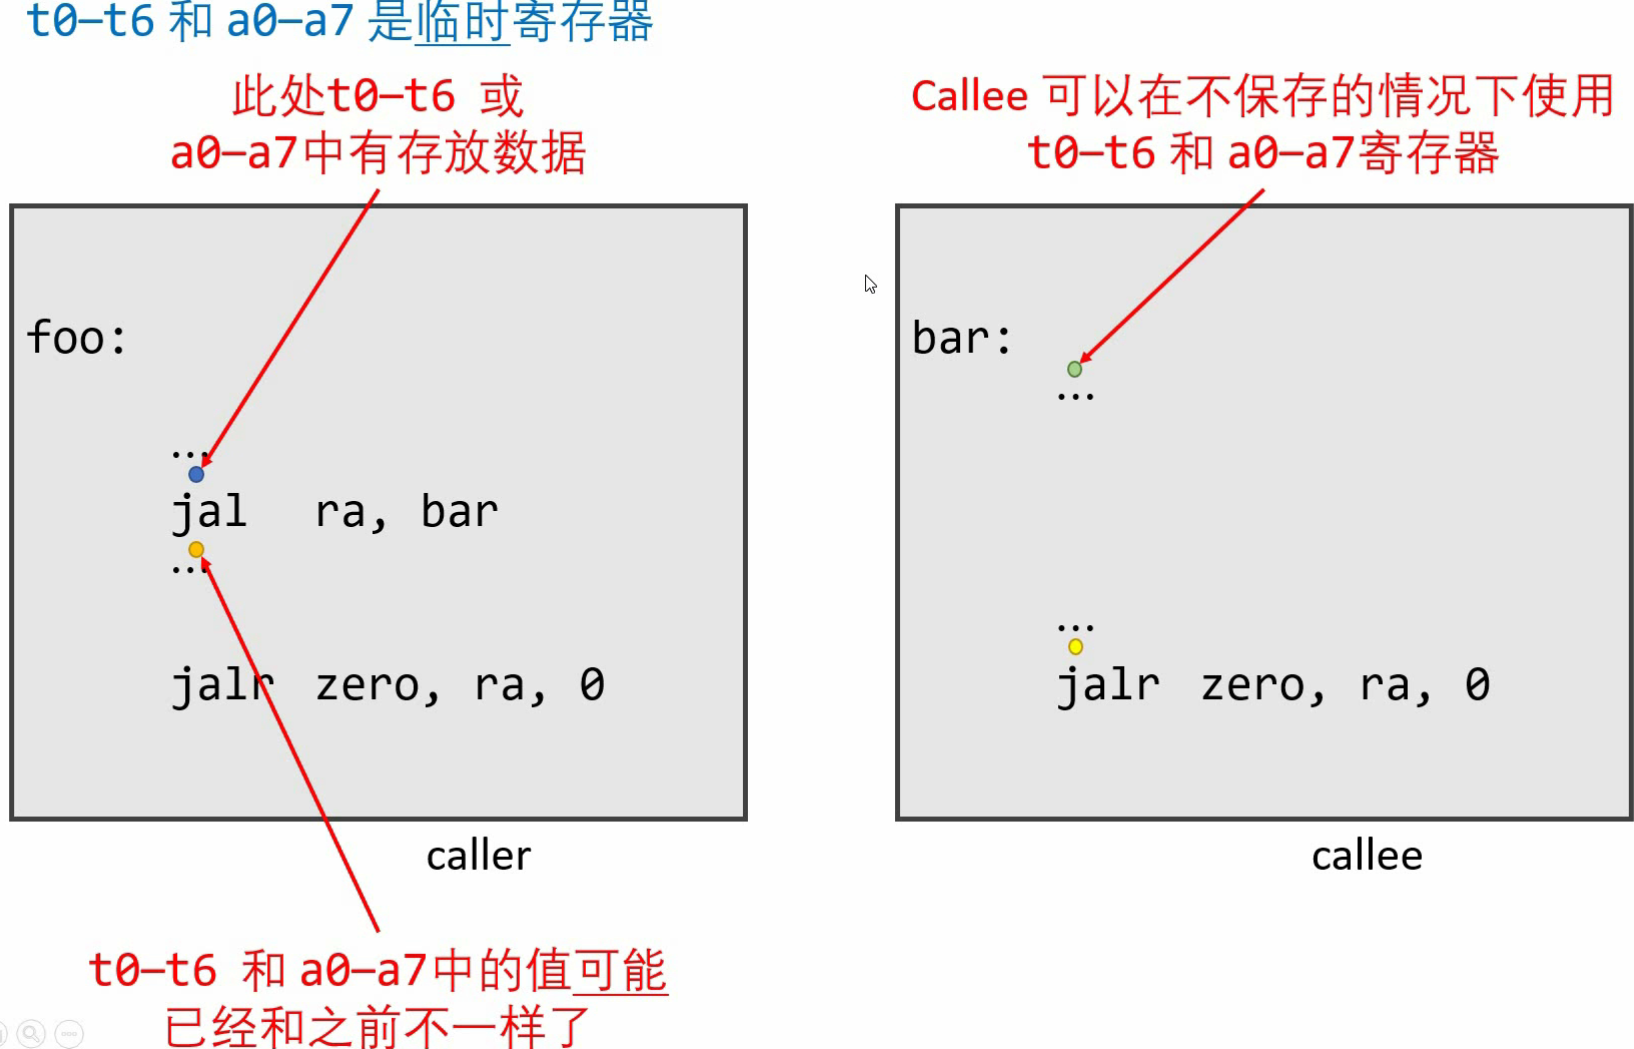 t0–t6 和 a0–a7 是临时寄存器
此处t0–t6 或
a0–a7中有存放数据
Callee 可以在不保存的情况下使用
t0–t6 和 a0–a7寄存器
foo:
...
jal ra, bar
...
jalr zero, ra, 0
caller
bar:
...
...
jalr zero, ra, 0
callee
t0–t6 和 a0–a7中的值可能
已经和之前不一样了